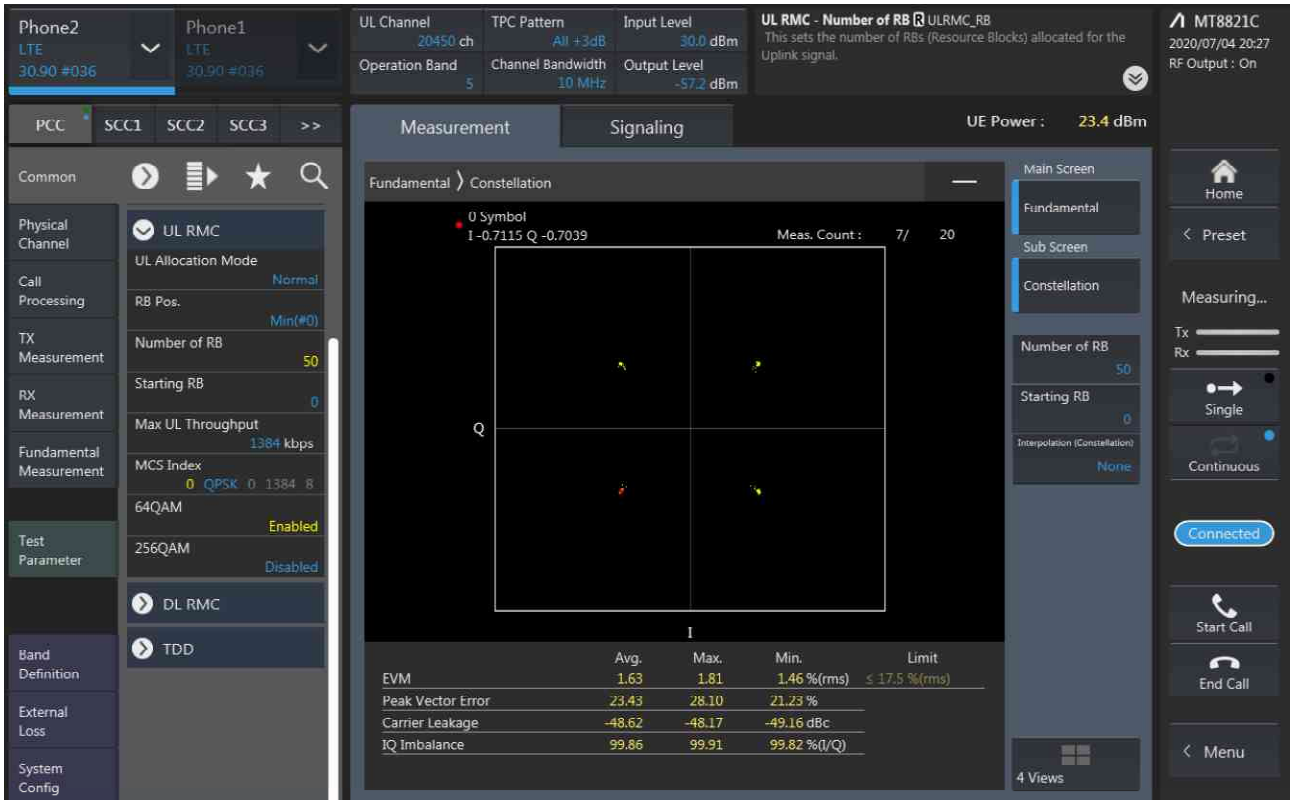 Phone2
LTE
30.90 #036
Phone1
LTE
30.90 #036
UL Channel
20450 ch
Operation Band
5
TPC Pattern
All +3dB
Channel Bandwidth
10 MHz
Input Level
30.0 dBm
Output Level
-57.2 dBm
UL RMC - Number of RB R ULRMC_RB
This sets the number of RBs (Resource Blocks) allocated for the
Uplink signal.
MT8821C
2020/07/04 20:27
RF Output : On
PCC SCC1 SCC2 SCC3 >>
Measurement
Signaling
UE Power : 23.4 dBm
Common
Physical
Channel
Call
Processing
TX
Measurement
RX
Measurement
Fundamental
Measurement
Test
Parameter
Band
Definition
External
Loss
System
Config
UL RMC
UL Allocation Mode
Normal
RB Pos.
Min(#0)
Number of RB
50
Starting RB
0
Max UL Throughput
1384 kbps
MCS Index
0 QPSK 0 1384 8
64QAM
Enabled
256QAM
Disabled
DL RMC
TDD
Fundamental ⟩ Constellation
0 Symbol
I -0.7115 Q -0.7039
Meas. Count : 7/ 20
Q
I
Avg. Max. Min. Limit
EVM 1.63 1.81 1.46 %(rms) ≤ 17.5 %(rms)
Peak Vector Error 23.43 28.10 21.23 %
Carrier Leakage -48.62 -48.17 -49.16 dBc
IQ Imbalance 99.86 99.91 99.82 %(I/Q)
Main Screen
Fundamental
Sub Screen
Constellation
Number of RB
50
Starting RB
0
Interpolation (Constellation)
None
4 Views
Home
< Preset
Measuring...
Tx
Rx
Single
Continuous
Connected
Start Call
End Call
< Menu